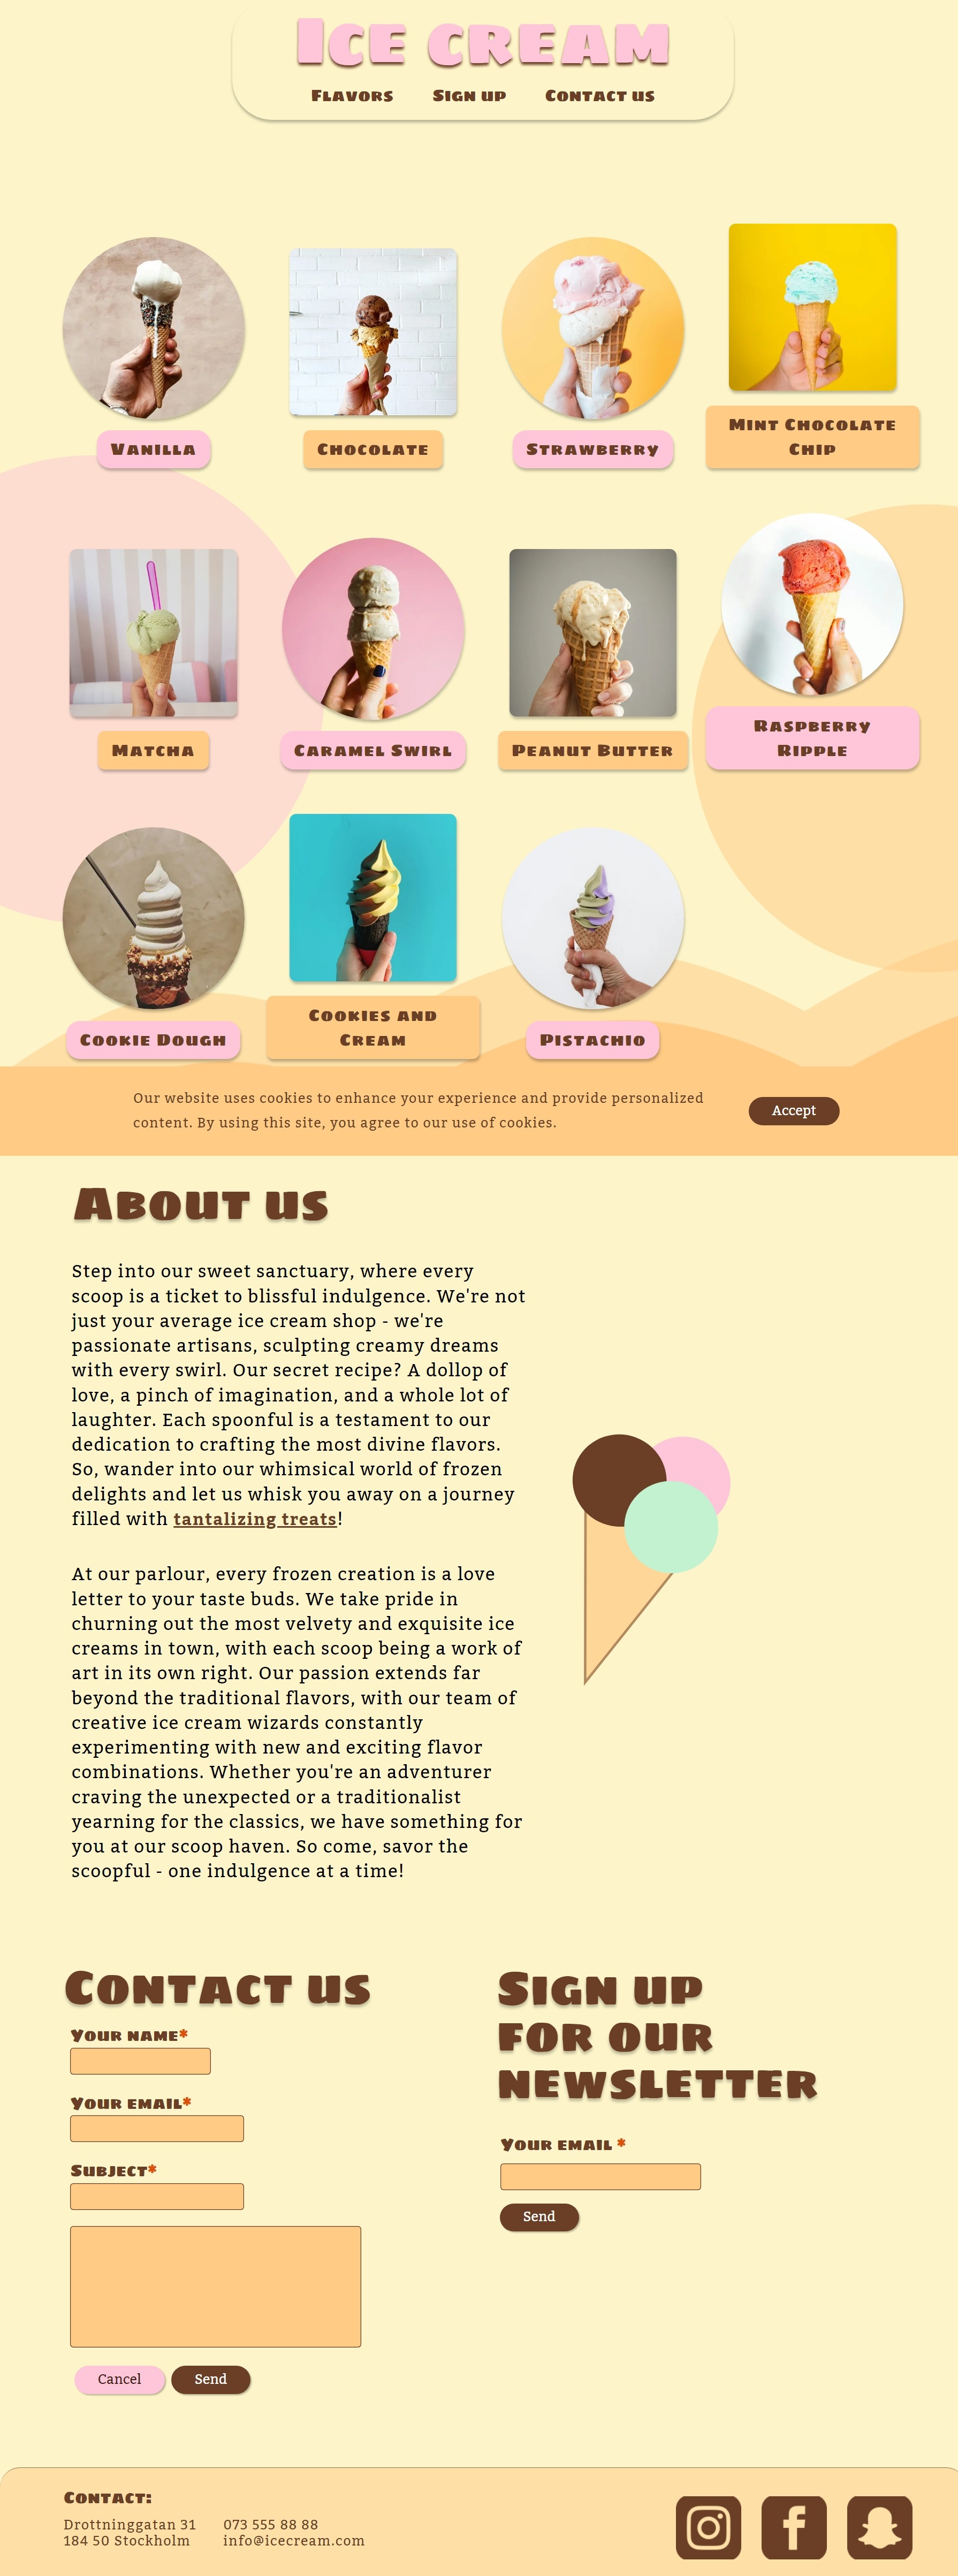 Ice cream
Flavors Sign up Contact us
Vanilla
Chocolate
Strawberry
Mint Chocolate
Chip
Matcha
Caramel Swirl
Peanut Butter
Raspberry
Ripple
Cookie Dough
Cookies and
Cream
Pistachio
Our website uses cookies to enhance your experience and provide personalized
content. By using this site, you agree to our use of cookies.
Accept
About us
Step into our sweet sanctuary, where every
scoop is a ticket to blissful indulgence. We're not
just your average ice cream shop - we're
passionate artisans, sculpting creamy dreams
with every swirl. Our secret recipe? A dollop of
love, a pinch of imagination, and a whole lot of
laughter. Each spoonful is a testament to our
dedication to crafting the most divine flavors.
So, wander into our whimsical world of frozen
delights and let us whisk you away on a journey
filled with tantalizing treats!
At our parlour, every frozen creation is a love
letter to your taste buds. We take pride in
churning out the most velvety and exquisite ice
creams in town, with each scoop being a work of
art in its own right. Our passion extends far
beyond the traditional flavors, with our team of
creative ice cream wizards constantly
experimenting with new and exciting flavor
combinations. Whether you're an adventurer
craving the unexpected or a traditionalist
yearning for the classics, we have something for
you at our scoop haven. So come, savor the
scoopful - one indulgence at a time!
Contact us
Your name*
Your email*
Subject*
Cancel Send
Sign up
for our
newsletter
Your email *
Send
Contact:
Drottninggatan 31
184 50 Stockholm
073 555 88 88
info@icecream.com